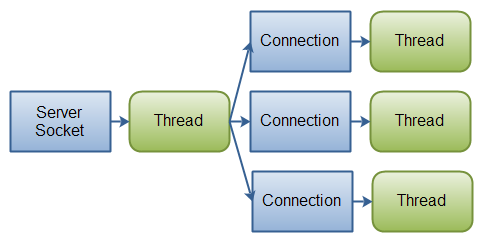 Connection
Thread
Server
Socket
Thread
Connection
Thread
Connection
Thread